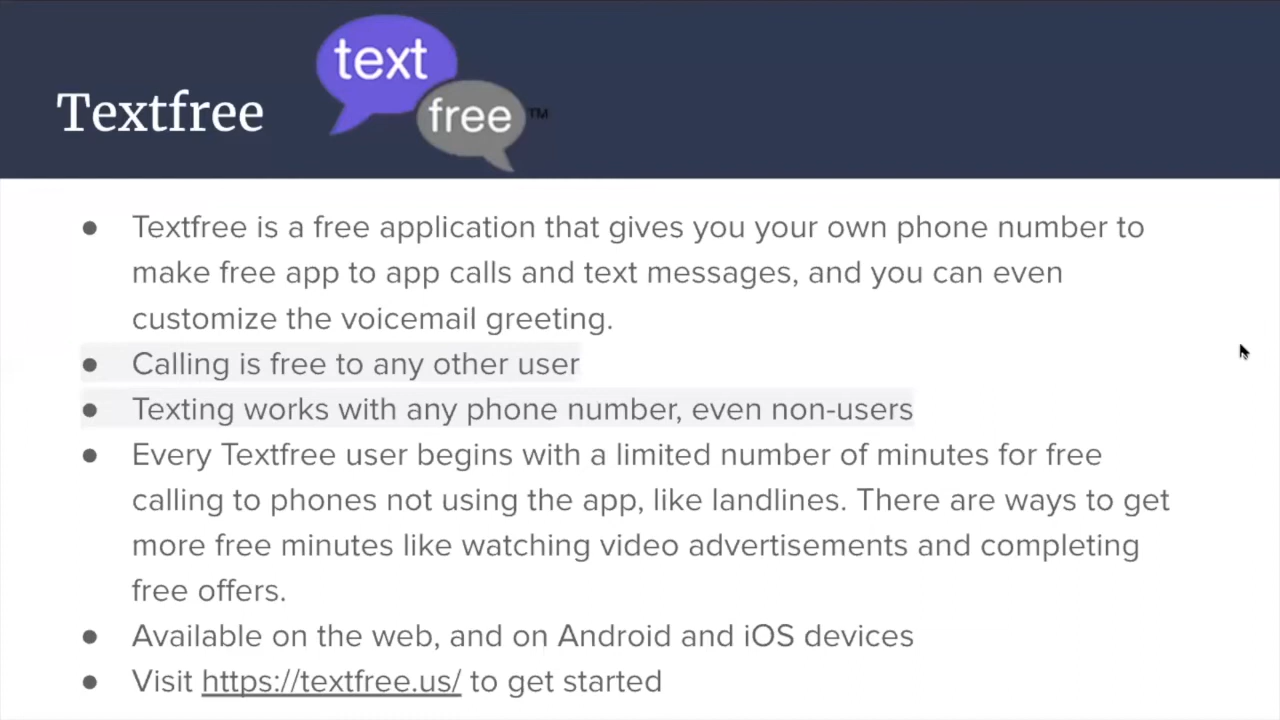 Textfree
text
free™
● Textfree is a free application that gives you your own phone number to
make free app to app calls and text messages, and you can even
customize the voicemail greeting.
● Calling is free to any other user
● Texting works with any phone number, even non-users
● Every Textfree user begins with a limited number of minutes for free
calling to phones not using the app, like landlines. There are ways to get
more free minutes like watching video advertisements and completing
free offers.
● Available on the web, and on Android and iOS devices
● Visit https://textfree.us/ to get started